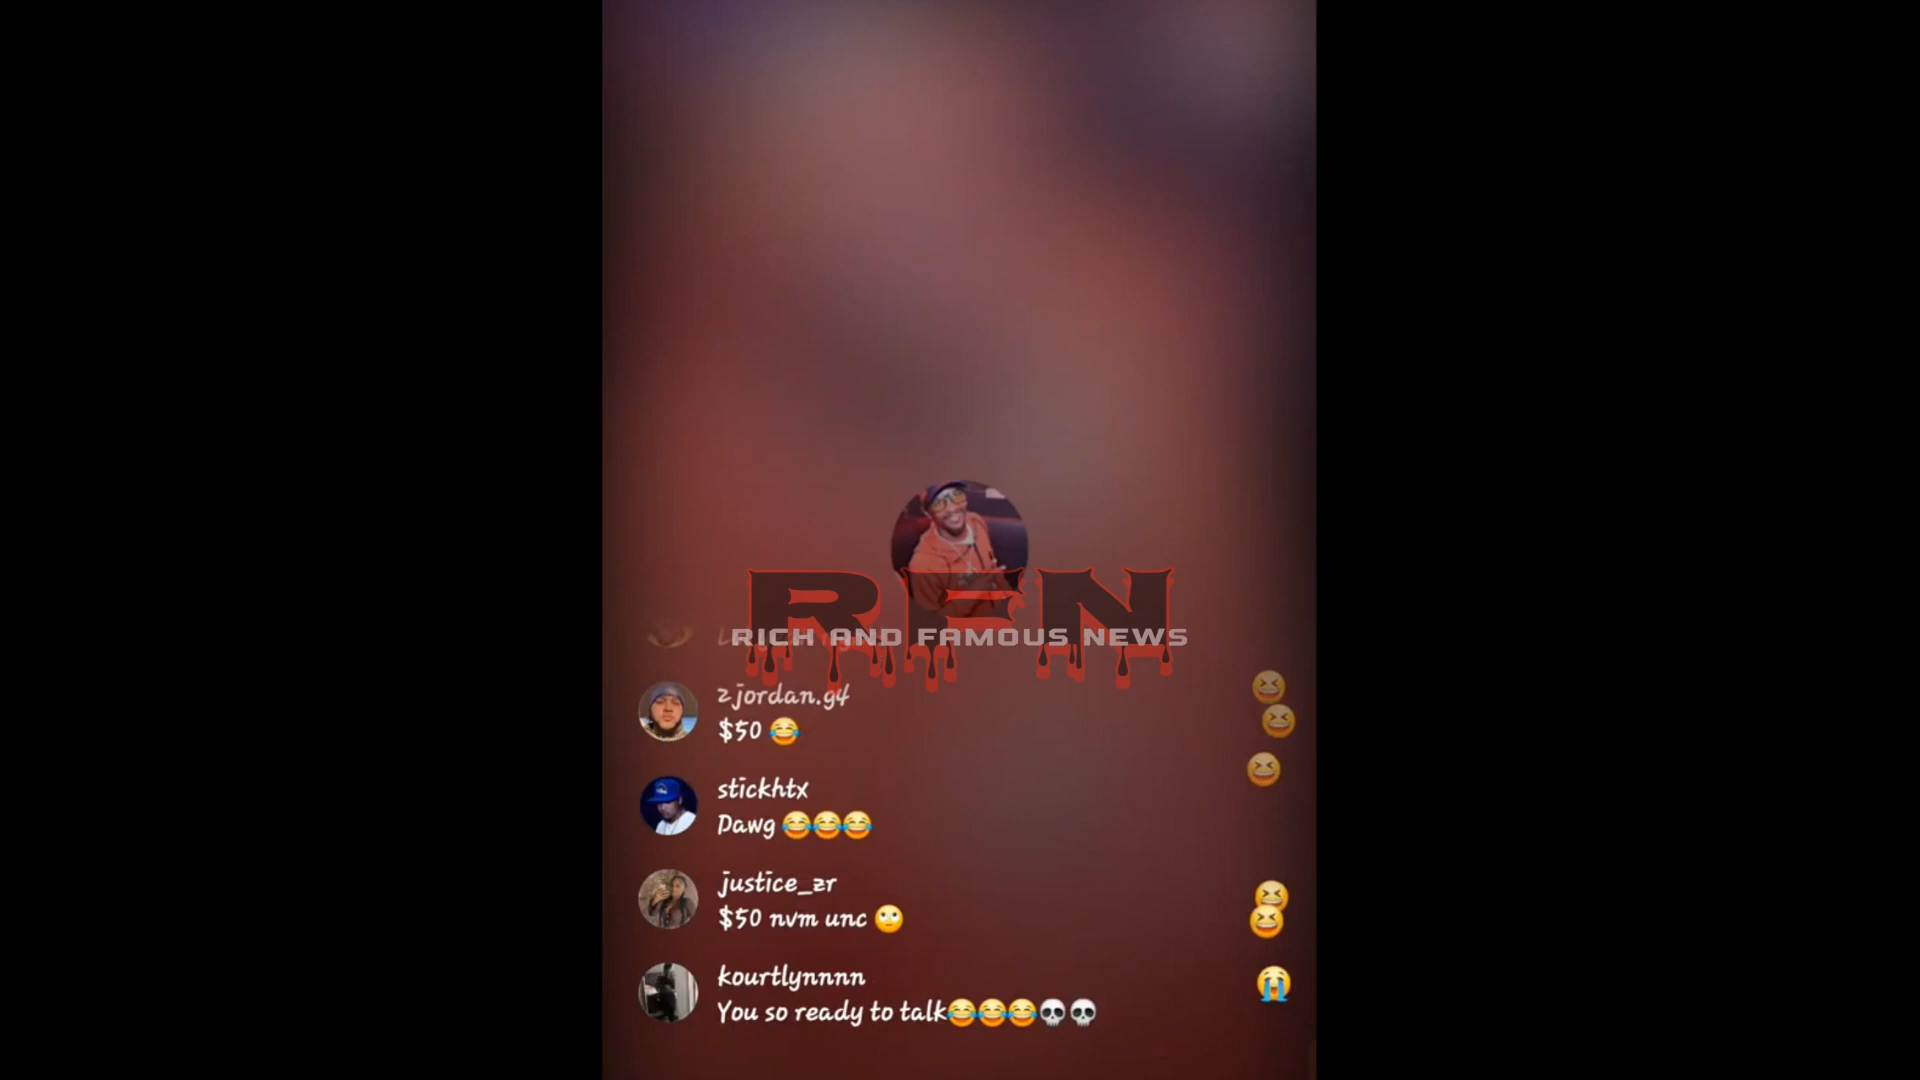 RFN
RICH AND FAMOUS NEWS
zjordan.g4
$50 😂
stickhtx
Dawg 😂😂😂
justice_zr
$50 nvm unc 🙄
kourtlynnnn
You so ready to talk😂😂😂💀💀